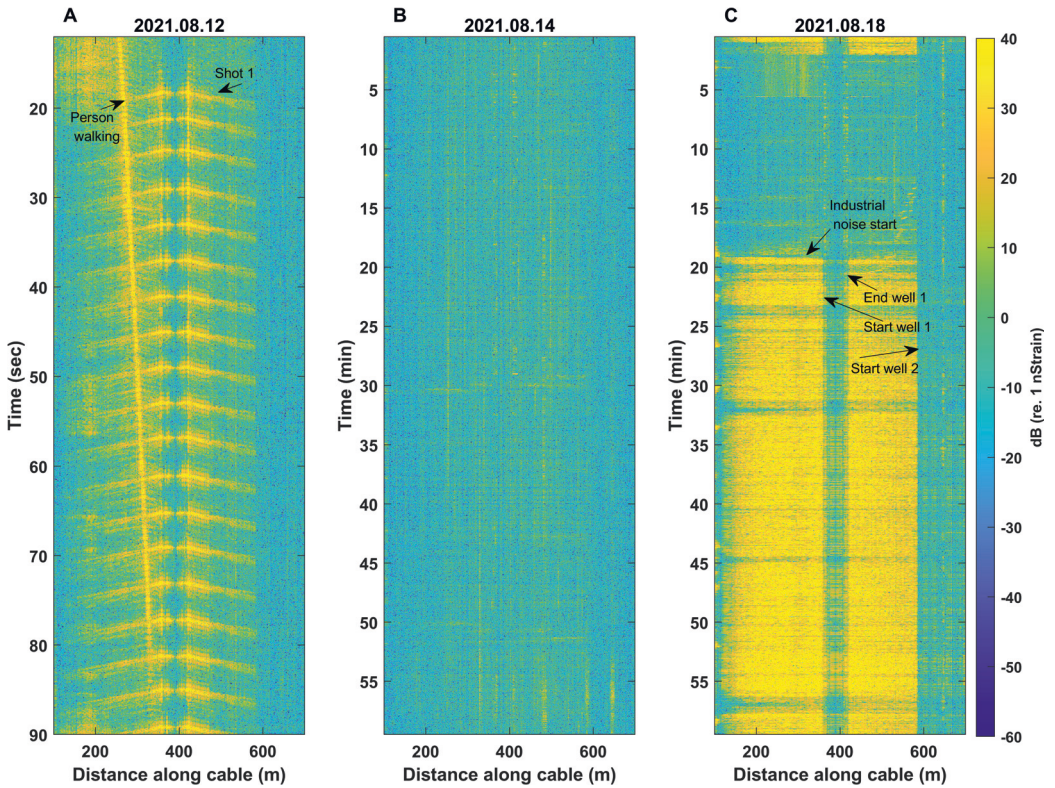 A
2021.08.12
Shot 1
Person
walking
20
30
40
50
60
70
80
90
Time (sec)
200
400
600
Distance along cable (m)
B
2021.08.14
5
10
15
20
25
30
35
40
45
50
55
Time (min)
200
400
600
Distance along cable (m)
C
2021.08.18
Industrial
noise start
End well 1
Start well 1
Start well 2
5
10
15
20
25
30
35
40
45
50
55
Time (min)
200
400
600
Distance along cable (m)
40
30
20
10
0
-10
-20
-30
-40
-50
-60
dB (re. 1 nStrain)